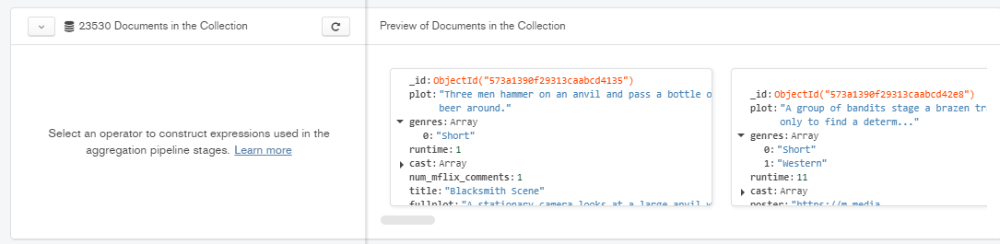 23530 Documents in the Collection
Preview of Documents in the Collection
Select an operator to construct expressions used in the
aggregation pipeline stages. Learn more
_id: ObjectId("573a1390f29313caabcd4135")
plot: "Three men hammer on an anvil and pass a bottle o
beer around."
genres: Array
0: "Short"
runtime: 1
cast: Array
num_mflix_comments: 1
title: "Blacksmith Scene"
fullplot: "A stationary camera looks at a large anvil w
_id: ObjectId("573a1390f29313caabcd42e8")
plot: "A group of bandits stage a brazen tr
only to find a determ..."
genres: Array
0: "Short"
1: "Western"
runtime: 11
cast: Array
poster: "https://m.media